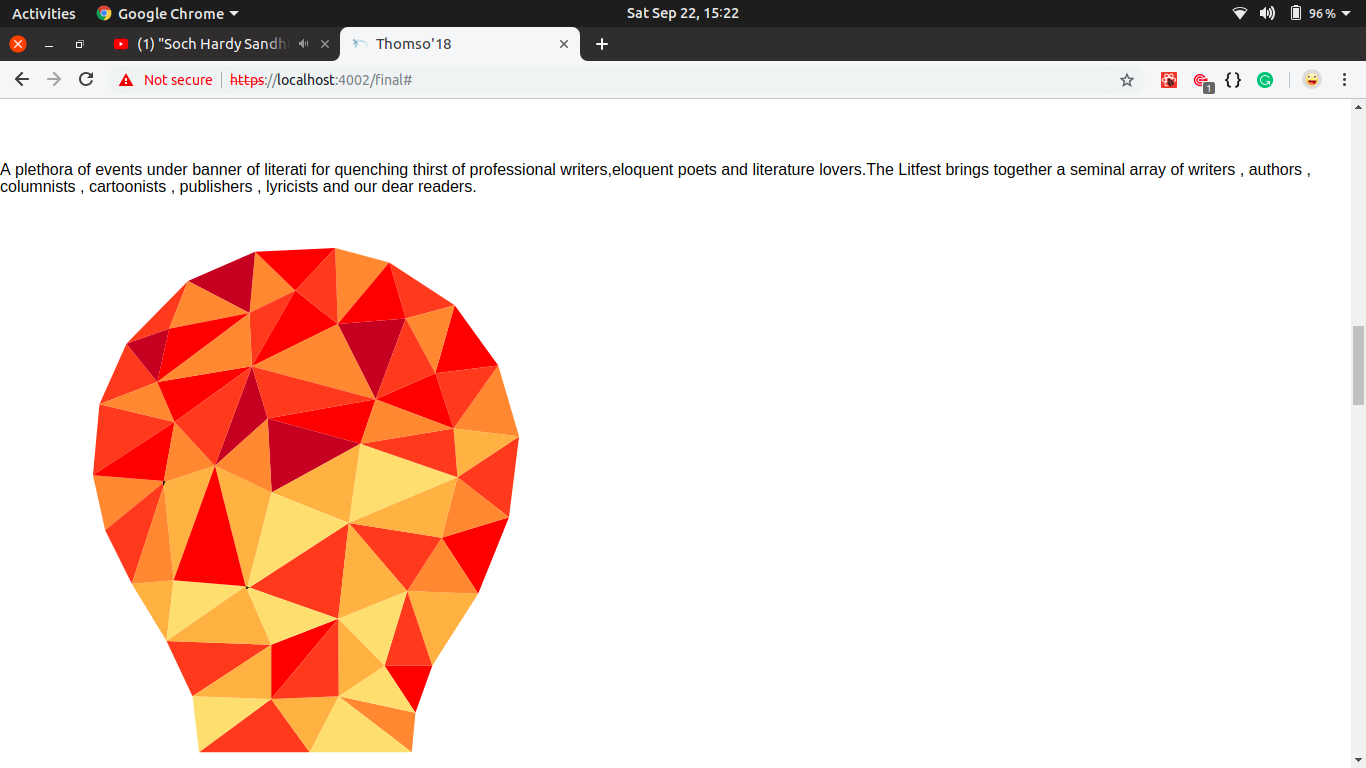 Activities Google Chrome Sat Sep 22, 15:22 96 %
(1) "Soch Hardy Sandh Thomso'18
Not secure https://localhost:4002/final# 1
A plethora of events under banner of literati for quenching thirst of professional writers,eloquent poets and literature lovers.The Litfest brings together a seminal array of writers , authors ,
columnists , cartoonists , publishers , lyricists and our dear readers.